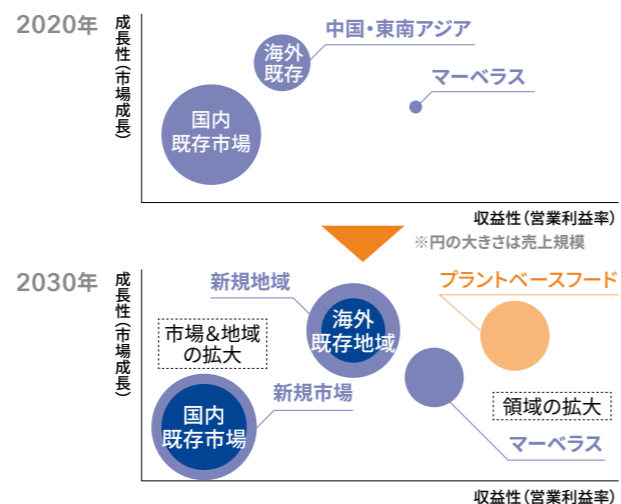 2020年
成長性（市場成長）
中国・東南アジア
海外
既存
マーベラス
国内
既存市場
収益性（営業利益率）
※円の大きさは売上規模
2030年
成長性（市場成長）
新規地域
プラントベースフード
海外
既存地域
市場＆地域
の拡大
新規市場
領域の拡大
国内
既存市場
マーベラス
収益性（営業利益率）